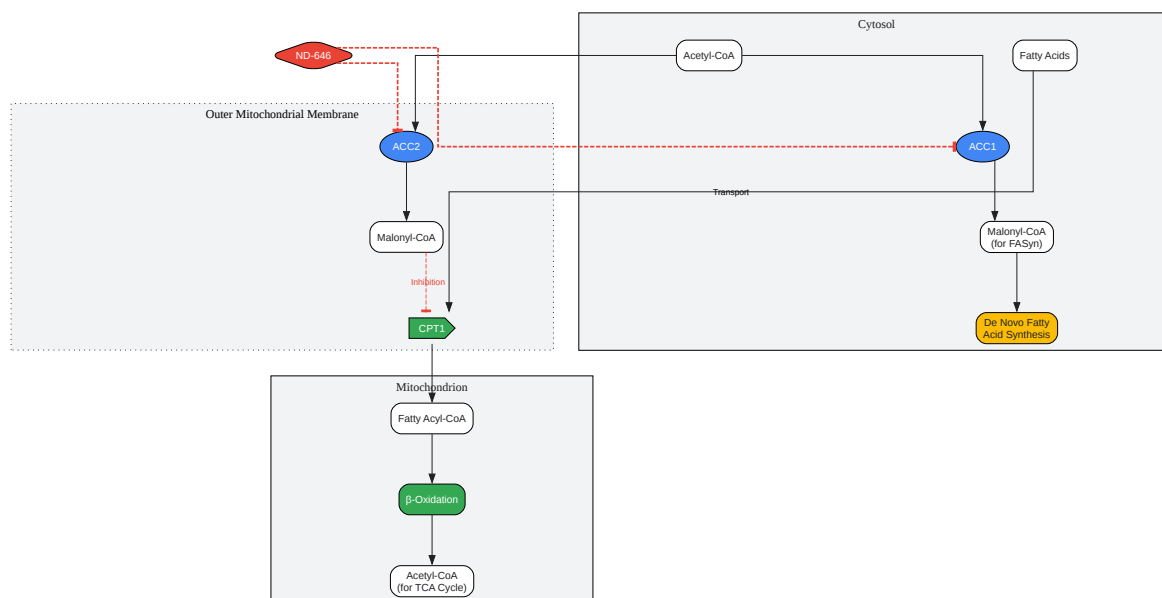 Cytosol
ND-646
Acetyl-CoA
Fatty Acids
Outer Mitochondrial Membrane
ACC2
ACC1
Transport
Malonyl-CoA
Malonyl-CoA
(for FASyn)
Inhibition
CPT1
De Novo Fatty
Acid Synthesis
Mitochondrion
Fatty Acyl-CoA
β-Oxidation
Acetyl-CoA
(for TCA Cycle)